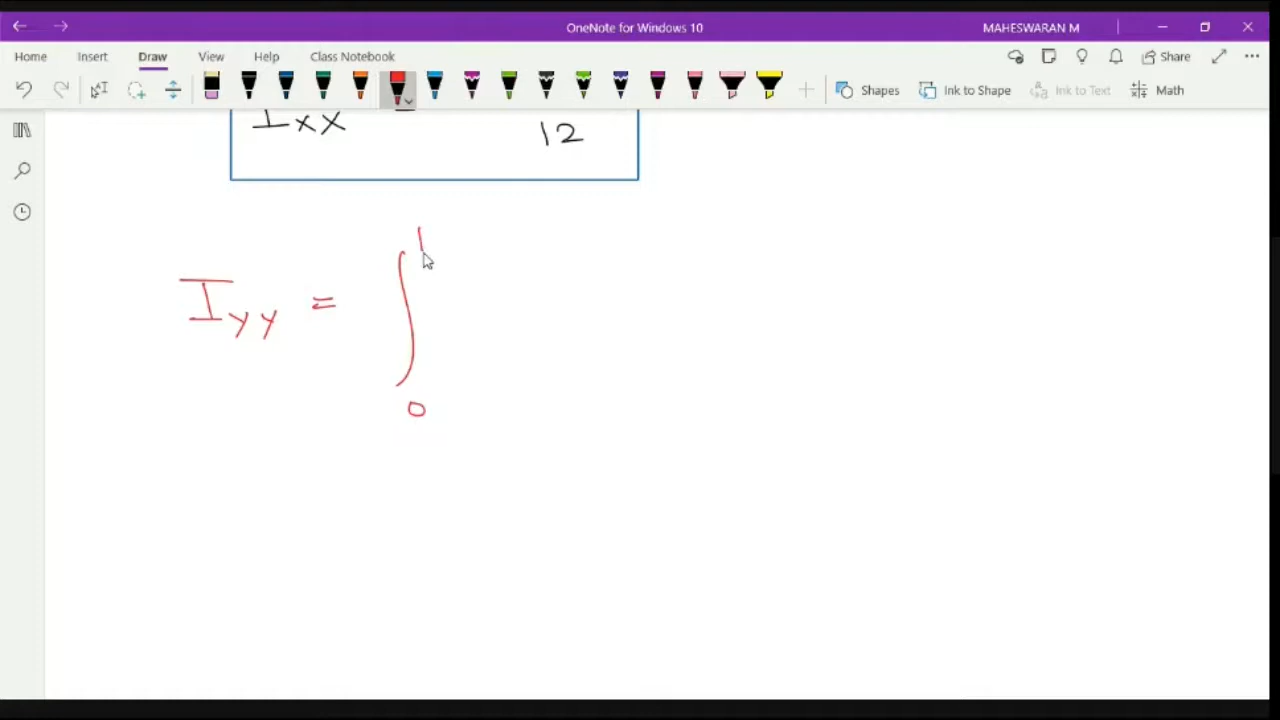 OneNote for Windows 10
MAHESWARAN M
Home Insert Draw View Help Class Notebook
Share
Shapes Ink to Shape Ink to Text Math
Ixx 12
Iyy = ∫
0